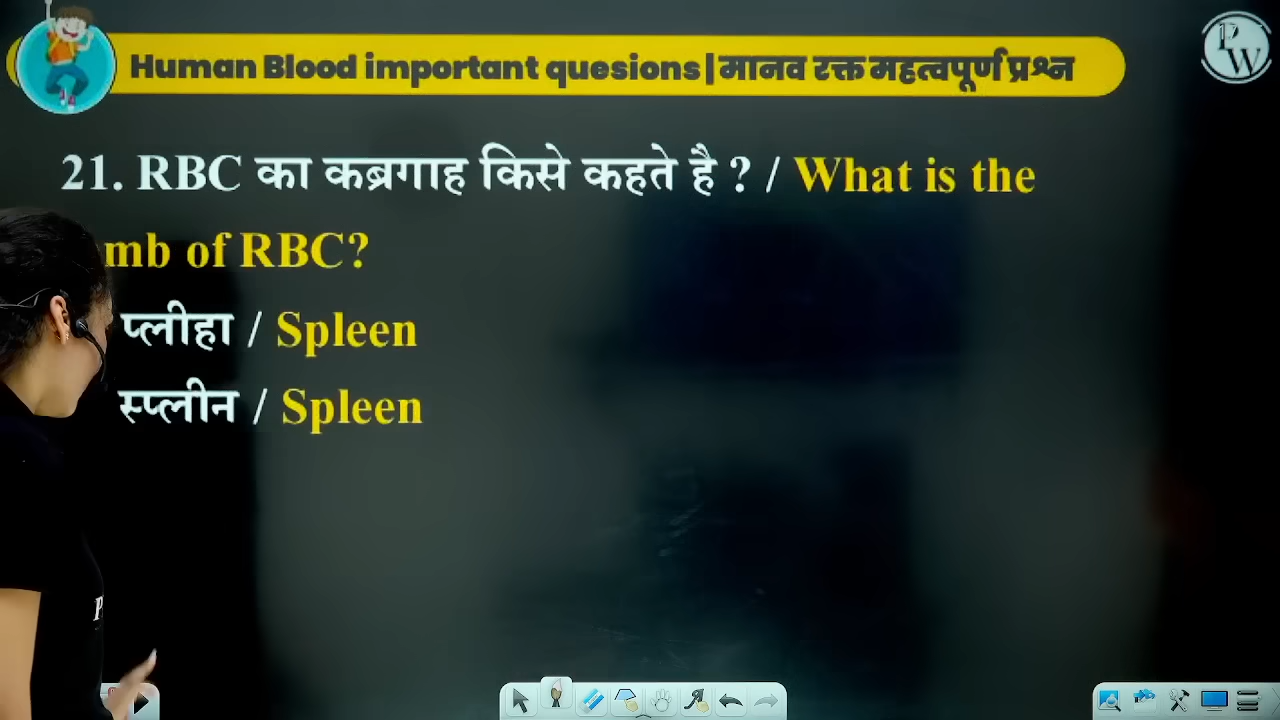 Human Blood important quesions|मानव रक्त महत्वपूर्ण प्रश्न
PW
21. RBC का कब्रगाह किसे कहते है ? / What is the
mb of RBC?
प्लीहा / Spleen
स्प्लीन / Spleen
P